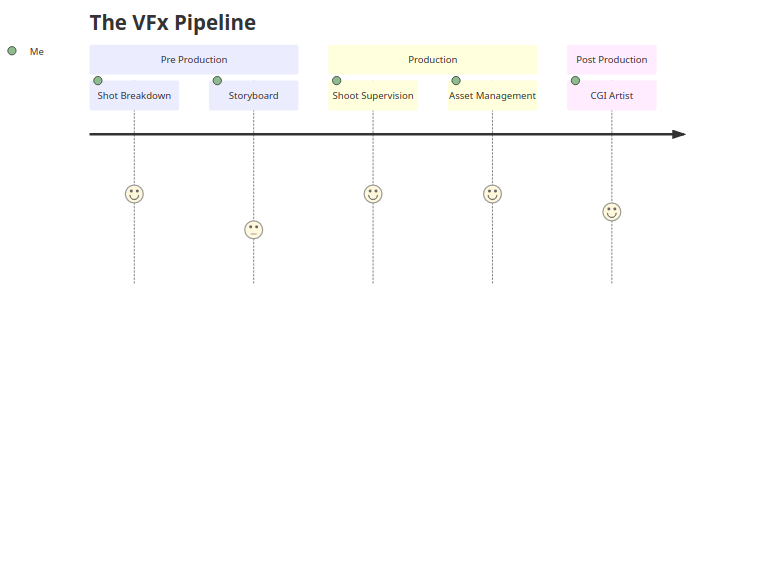 The VFx Pipeline
Me
Pre Production
Production
Post Production
Shot Breakdown
Storyboard
Shoot Supervision
Asset Management
CGI Artist